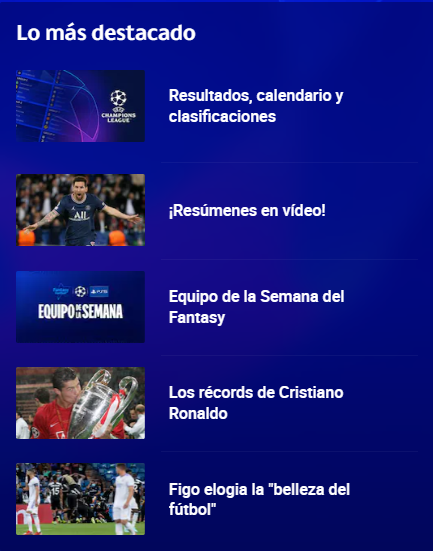 Lo más destacado
CHAMPIONS
LEAGUE
Resultados, calendario y
clasificaciones
¡Resúmenes en vídeo!
EQUIPO DE LA SEMANA
Equipo de la Semana del
Fantasy
Los récords de Cristiano
Ronaldo
Figo elogia la "belleza del
fútbol"